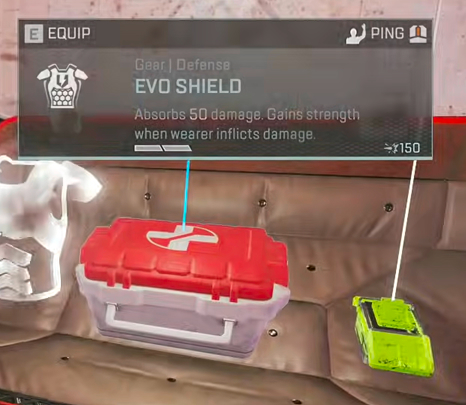 E EQUIP
PING
Gear | Defense
EVO SHIELD
Absorbs 50 damage. Gains strength
when wearer inflicts damage.
150